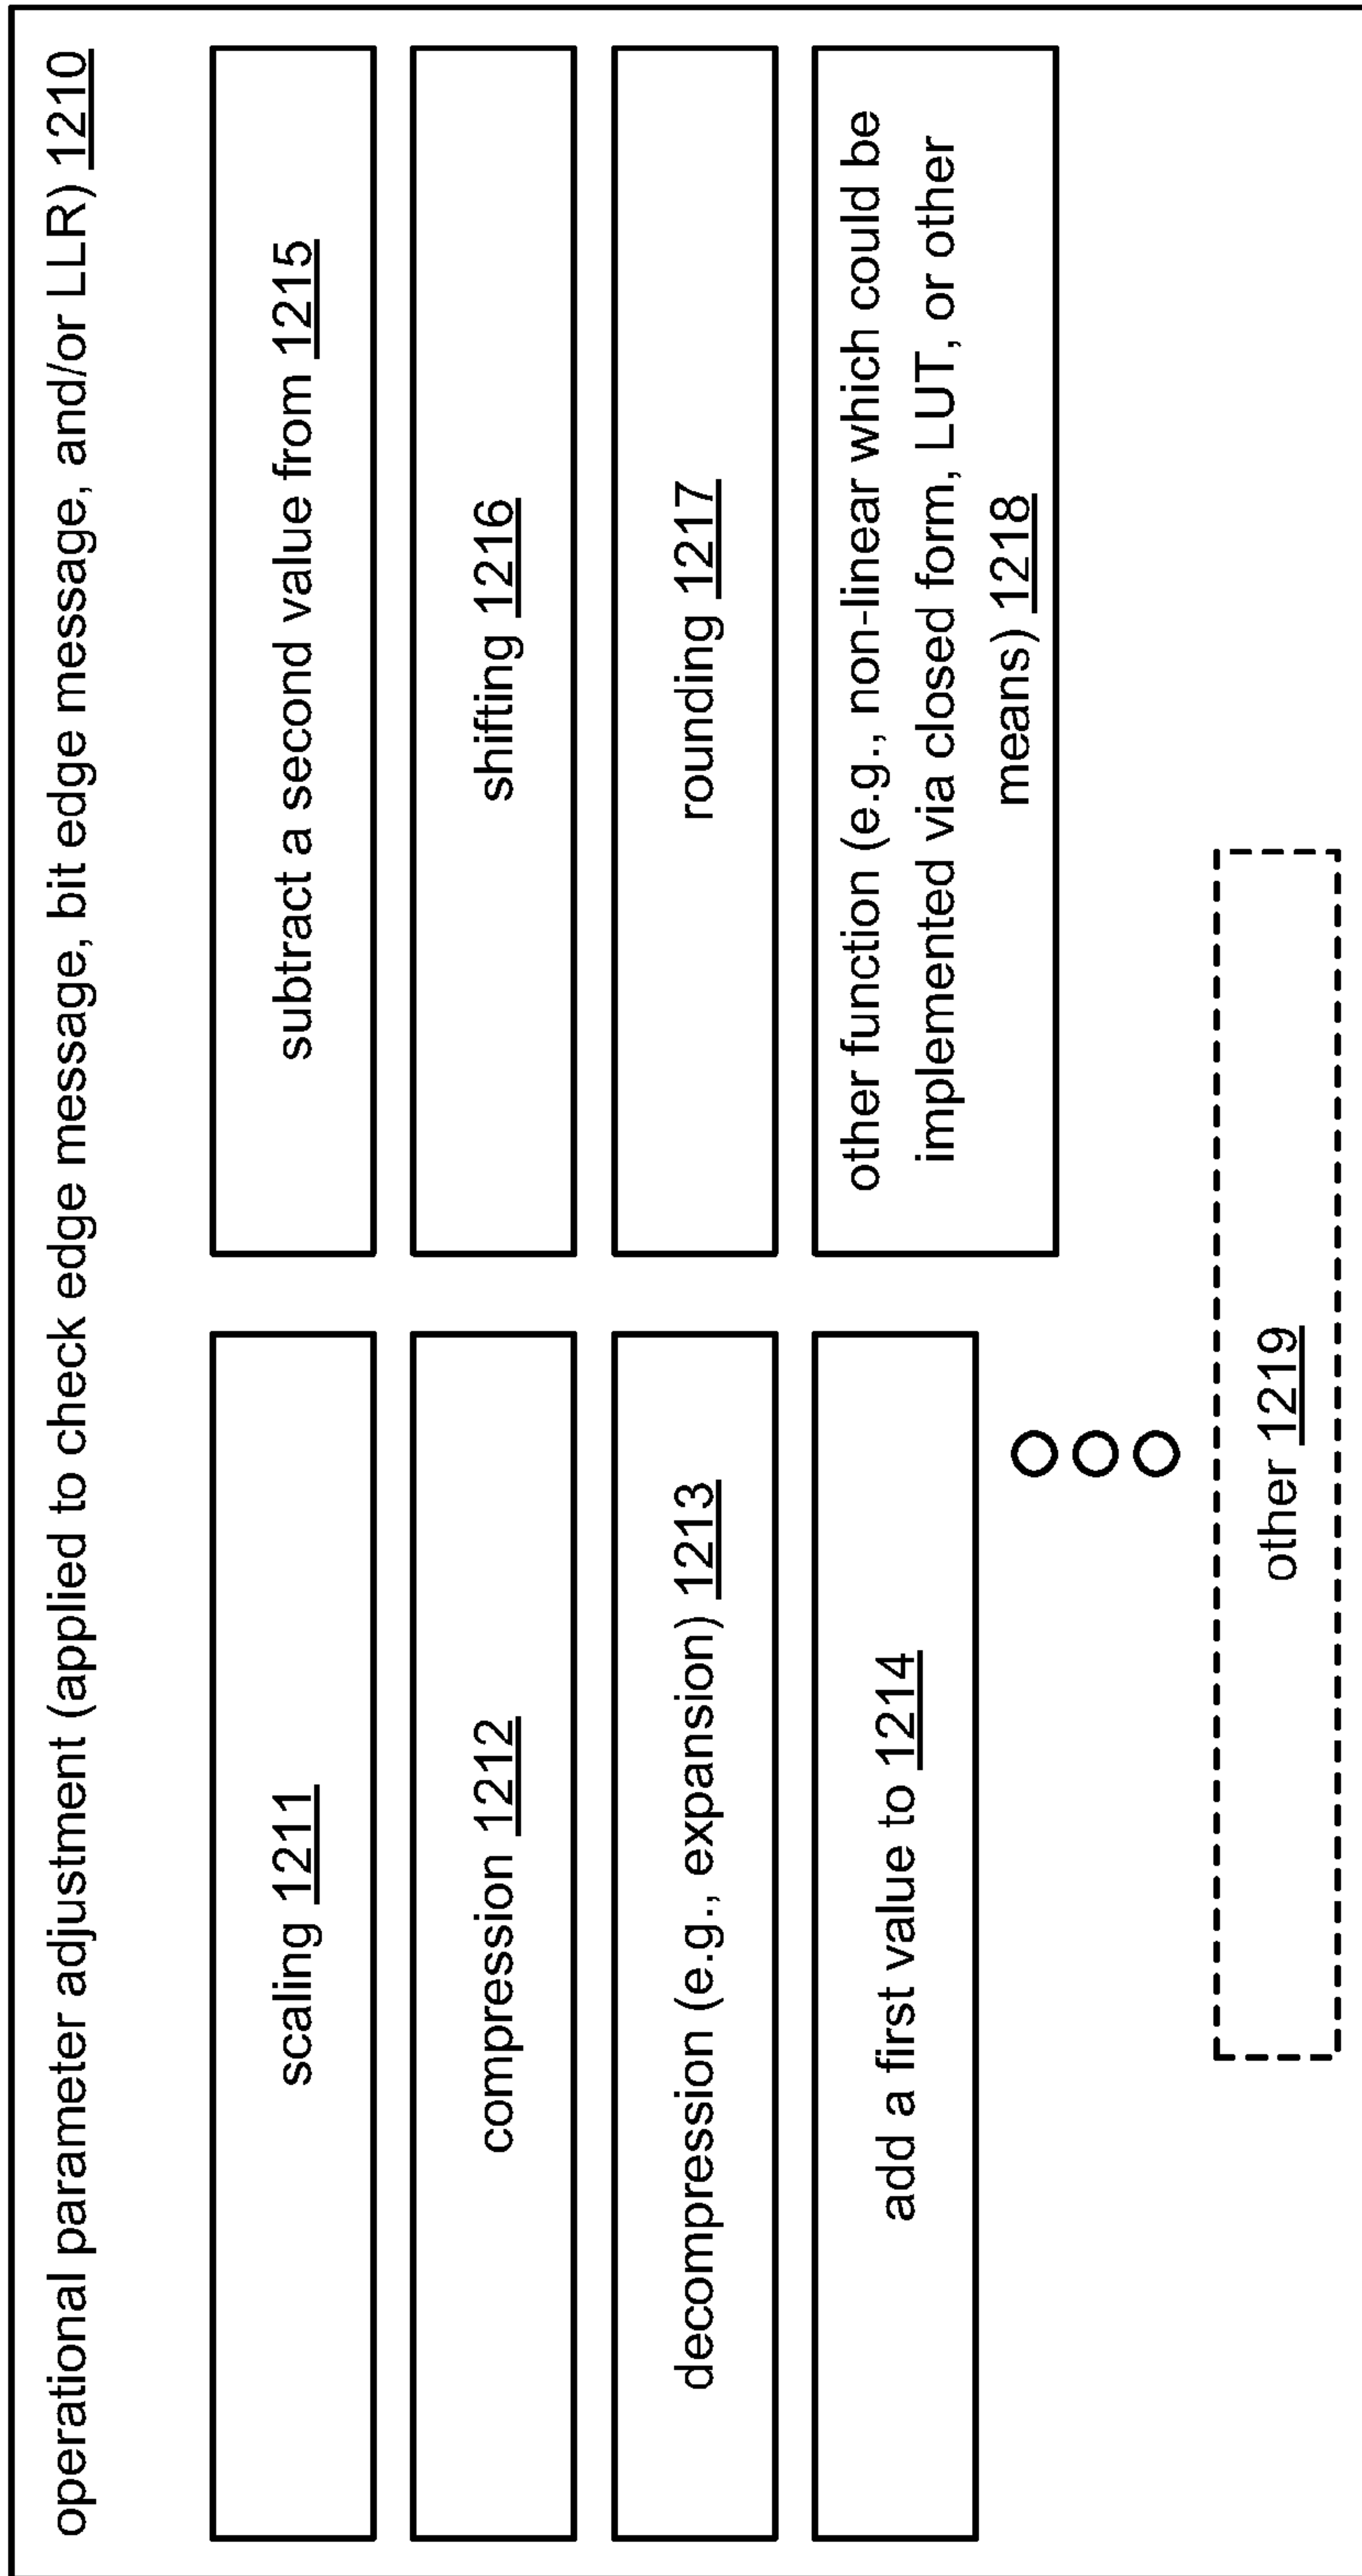 operational parameter adjustment (applied to check edge message, bit edge message, and/or LLR) 1210
scaling 1211
compression 1212
decompression (e.g., expansion) 1213
add a first value to 1214
subtract a second value from 1215
shifting 1216
rounding 1217
other function (e.g., non-linear which could be
implemented via closed form, LUT, or other
means) 1218
other 1219